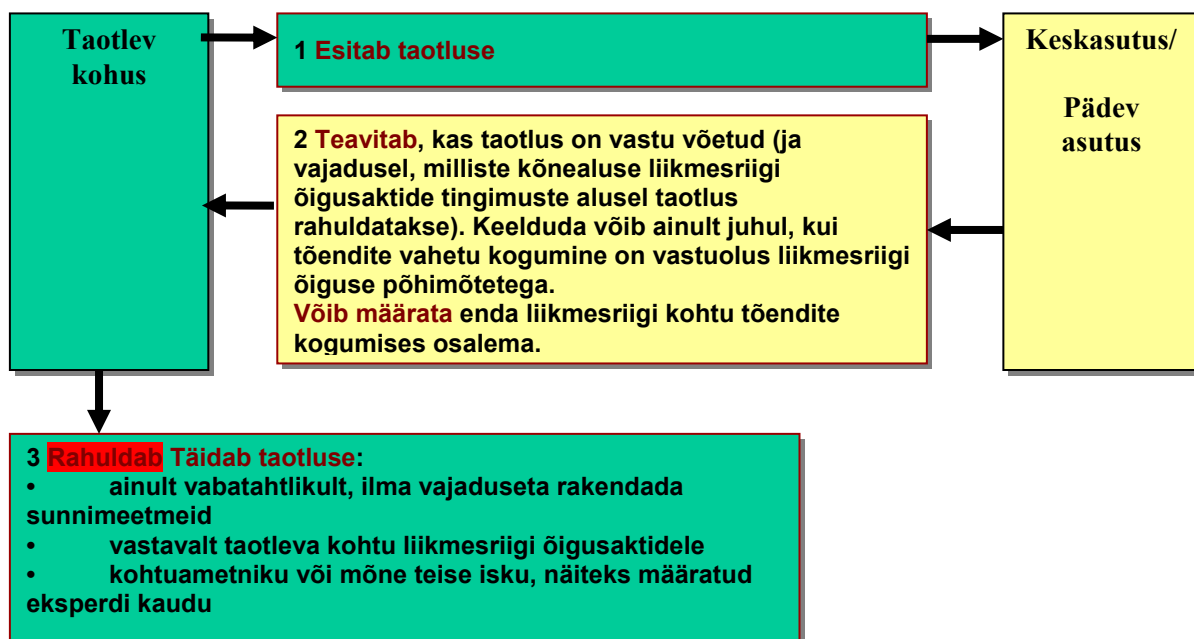 Taotlev
kohus
1 Esitab taotluse
Keskasutus/
Pädev
asutus
2 Teavitab, kas taotlus on vastu võetud (ja
vajadusel, milliste kõnealuse liikmesriigi
õigusaktide tingimuste alusel taotlus
rahuldatakse). Keelduda võib ainult juhul, kui
tõendite vahetu kogumine on vastuolus liikmesriigi
õiguse põhimõtetega.
Võib määrata enda liikmesriigi kohtu tõendite
kogumises osalema.
3 Rahuldab Täidab taotluse:
• ainult vabatahtlikult, ilma vajaduseta rakendada
sunnimeetmeid
• vastavalt taotleva kohtu liikmesriigi õigusaktidele
• kohtuametniku või mõne teise isku, näiteks määratud
eksperdi kaudu